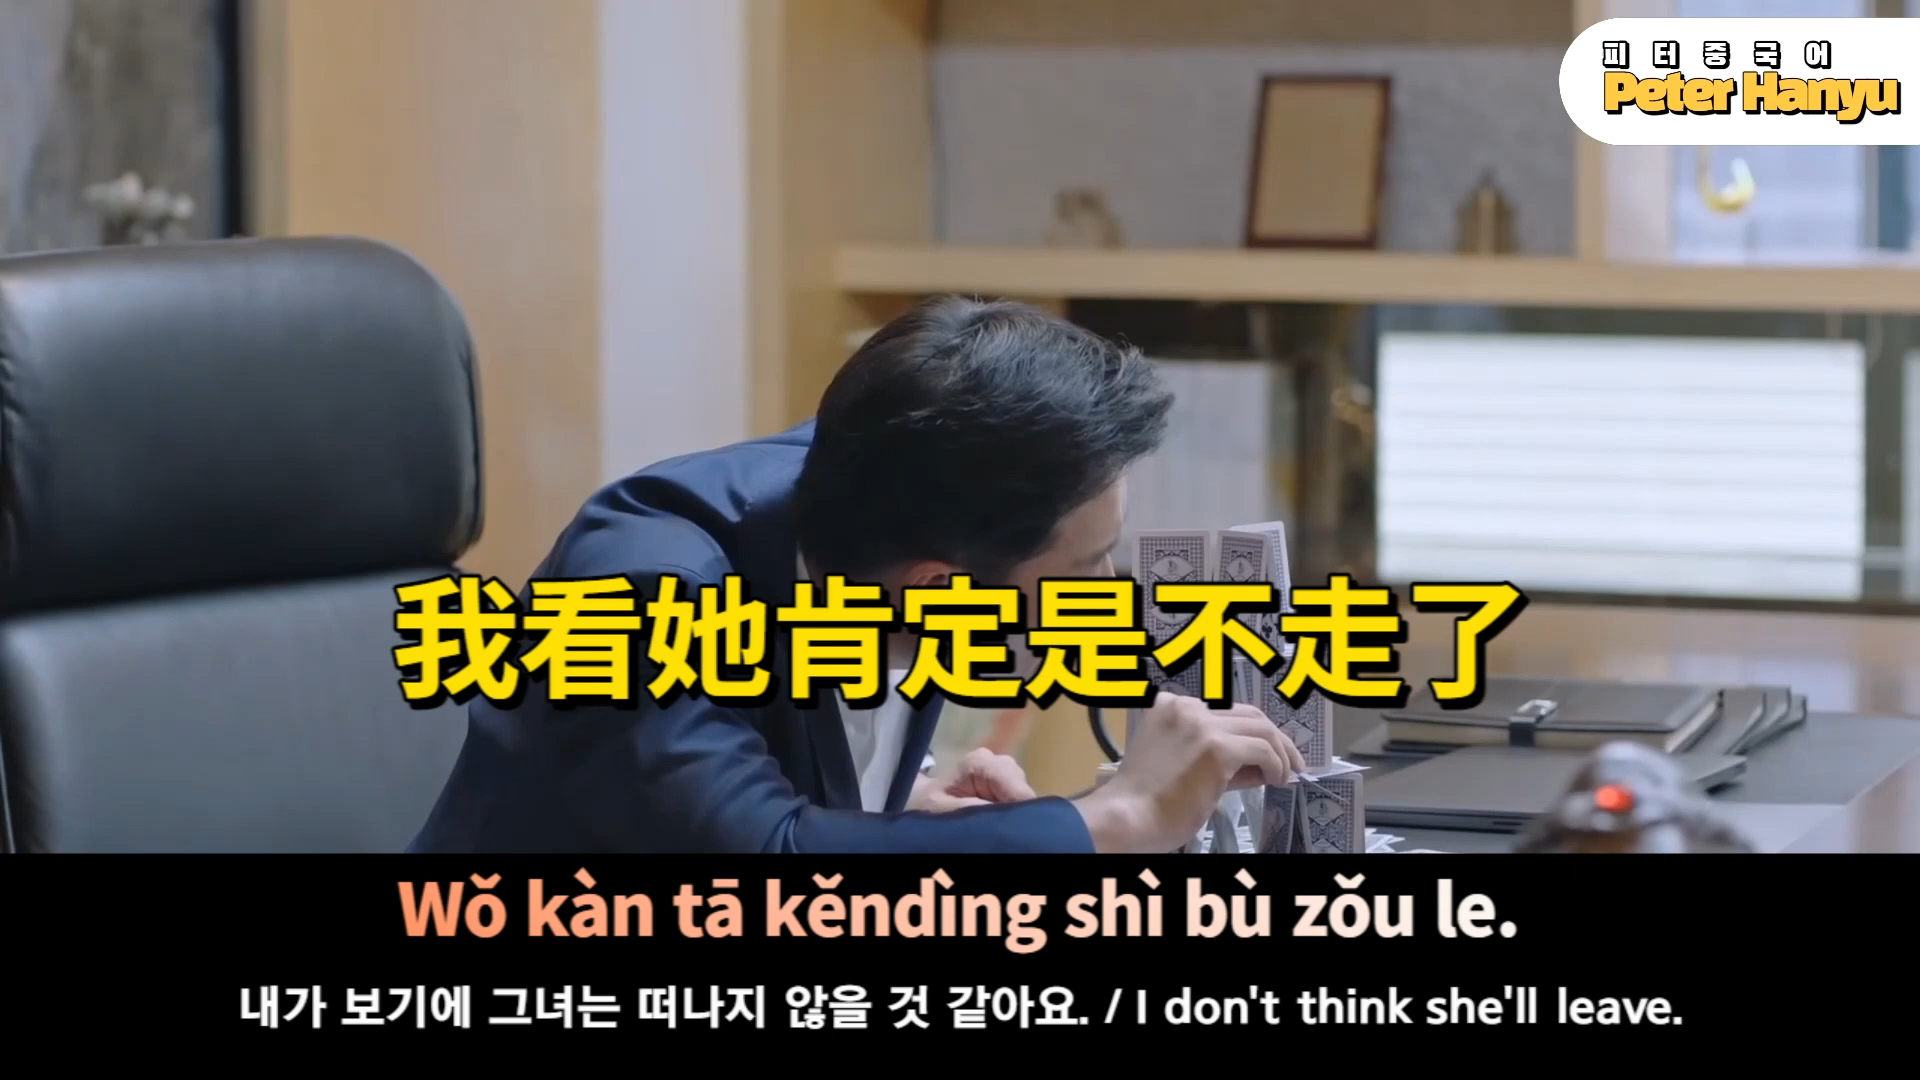 피터중국어
Peter Hanyu
我看她肯定是不走了
Wǒ kàn tā kěndìng shì bù zǒu le.
내가 보기에 그녀는 떠나지 않을 것 같아요. / I don't think she'll leave.